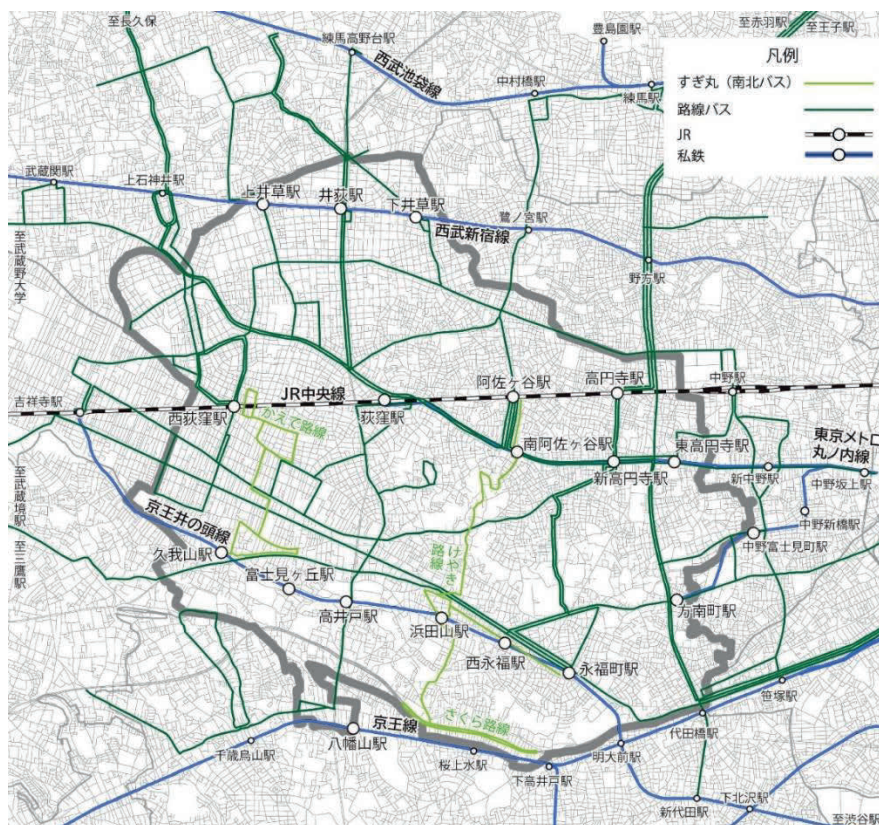 至長久保
至赤羽駅
至王子駅
練馬高野台駅
豊島園駅
西武池袋線
中村橋駅
練馬駅
凡例
すぎ丸（南北バス）
路線バス
JR
私鉄
武蔵関駅
上石神井駅
上井草駅
井荻駅
下井草駅
鷺ノ宮駅
西武新宿線
野方駅
至武蔵野大学
吉祥寺駅
西荻窪駅
JR中央線
荻窪駅
阿佐ヶ谷駅
高円寺駅
中野駅
かえで路線
南阿佐ヶ谷駅
新高円寺駅
東高円寺駅
新中野駅
東京メトロ
丸ノ内線
中野坂上駅
至武蔵境駅
至三鷹駅
京王井の頭線
久我山駅
富士見ヶ丘駅
高井戸駅
けやき
路線
浜田山駅
西永福駅
永福町駅
方南町駅
中野新橋駅
中野富士見町駅
さくら路線
京王線
八幡山駅
千歳烏山駅
桜上水駅
下高井戸駅
明大前駅
代田橋駅
笹塚駅
新代田駅
下北沢駅
至渋谷駅